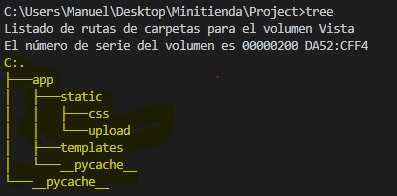 C:\Users\Manuel\Desktop\Minitienda\Project>tree
Listado de rutas de carpetas para el volumen Vista
El número de serie del volumen es 00000200 DA52:CFF4
C:.
├───app
│   ├───static
│   │   ├───css
│   │   └───upload
│   ├───templates
│   └───__pycache__
└───__pycache__